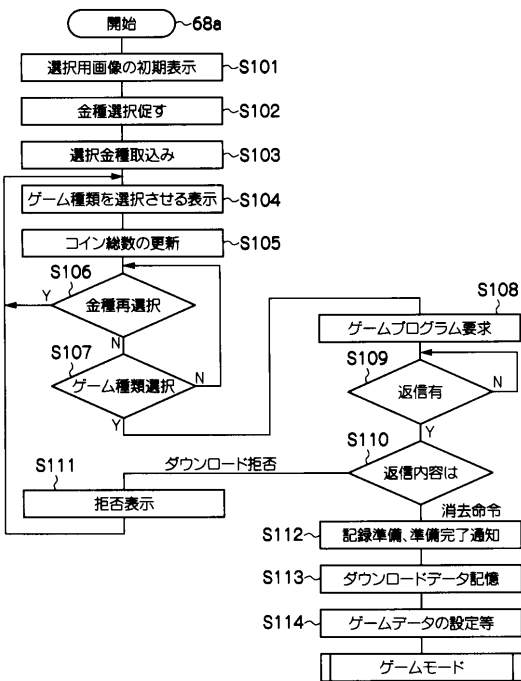 開始
68a
選択用画像の初期表示
S101
金種選択促す
S102
選択金種取込み
S103
ゲーム種類を選択させる表示
S104
コイン総数の更新
S105
S106
Y
金種再選択
N
S107
ゲーム種類選択
N
Y
S108
ゲームプログラム要求
S109
返信有
N
Y
S110
返信内容は
ダウンロード拒否
S111
拒否表示
消去命令
S112
記録準備、準備完了通知
S113
ダウンロードデータ記憶
S114
ゲームデータの設定等
ゲームモード